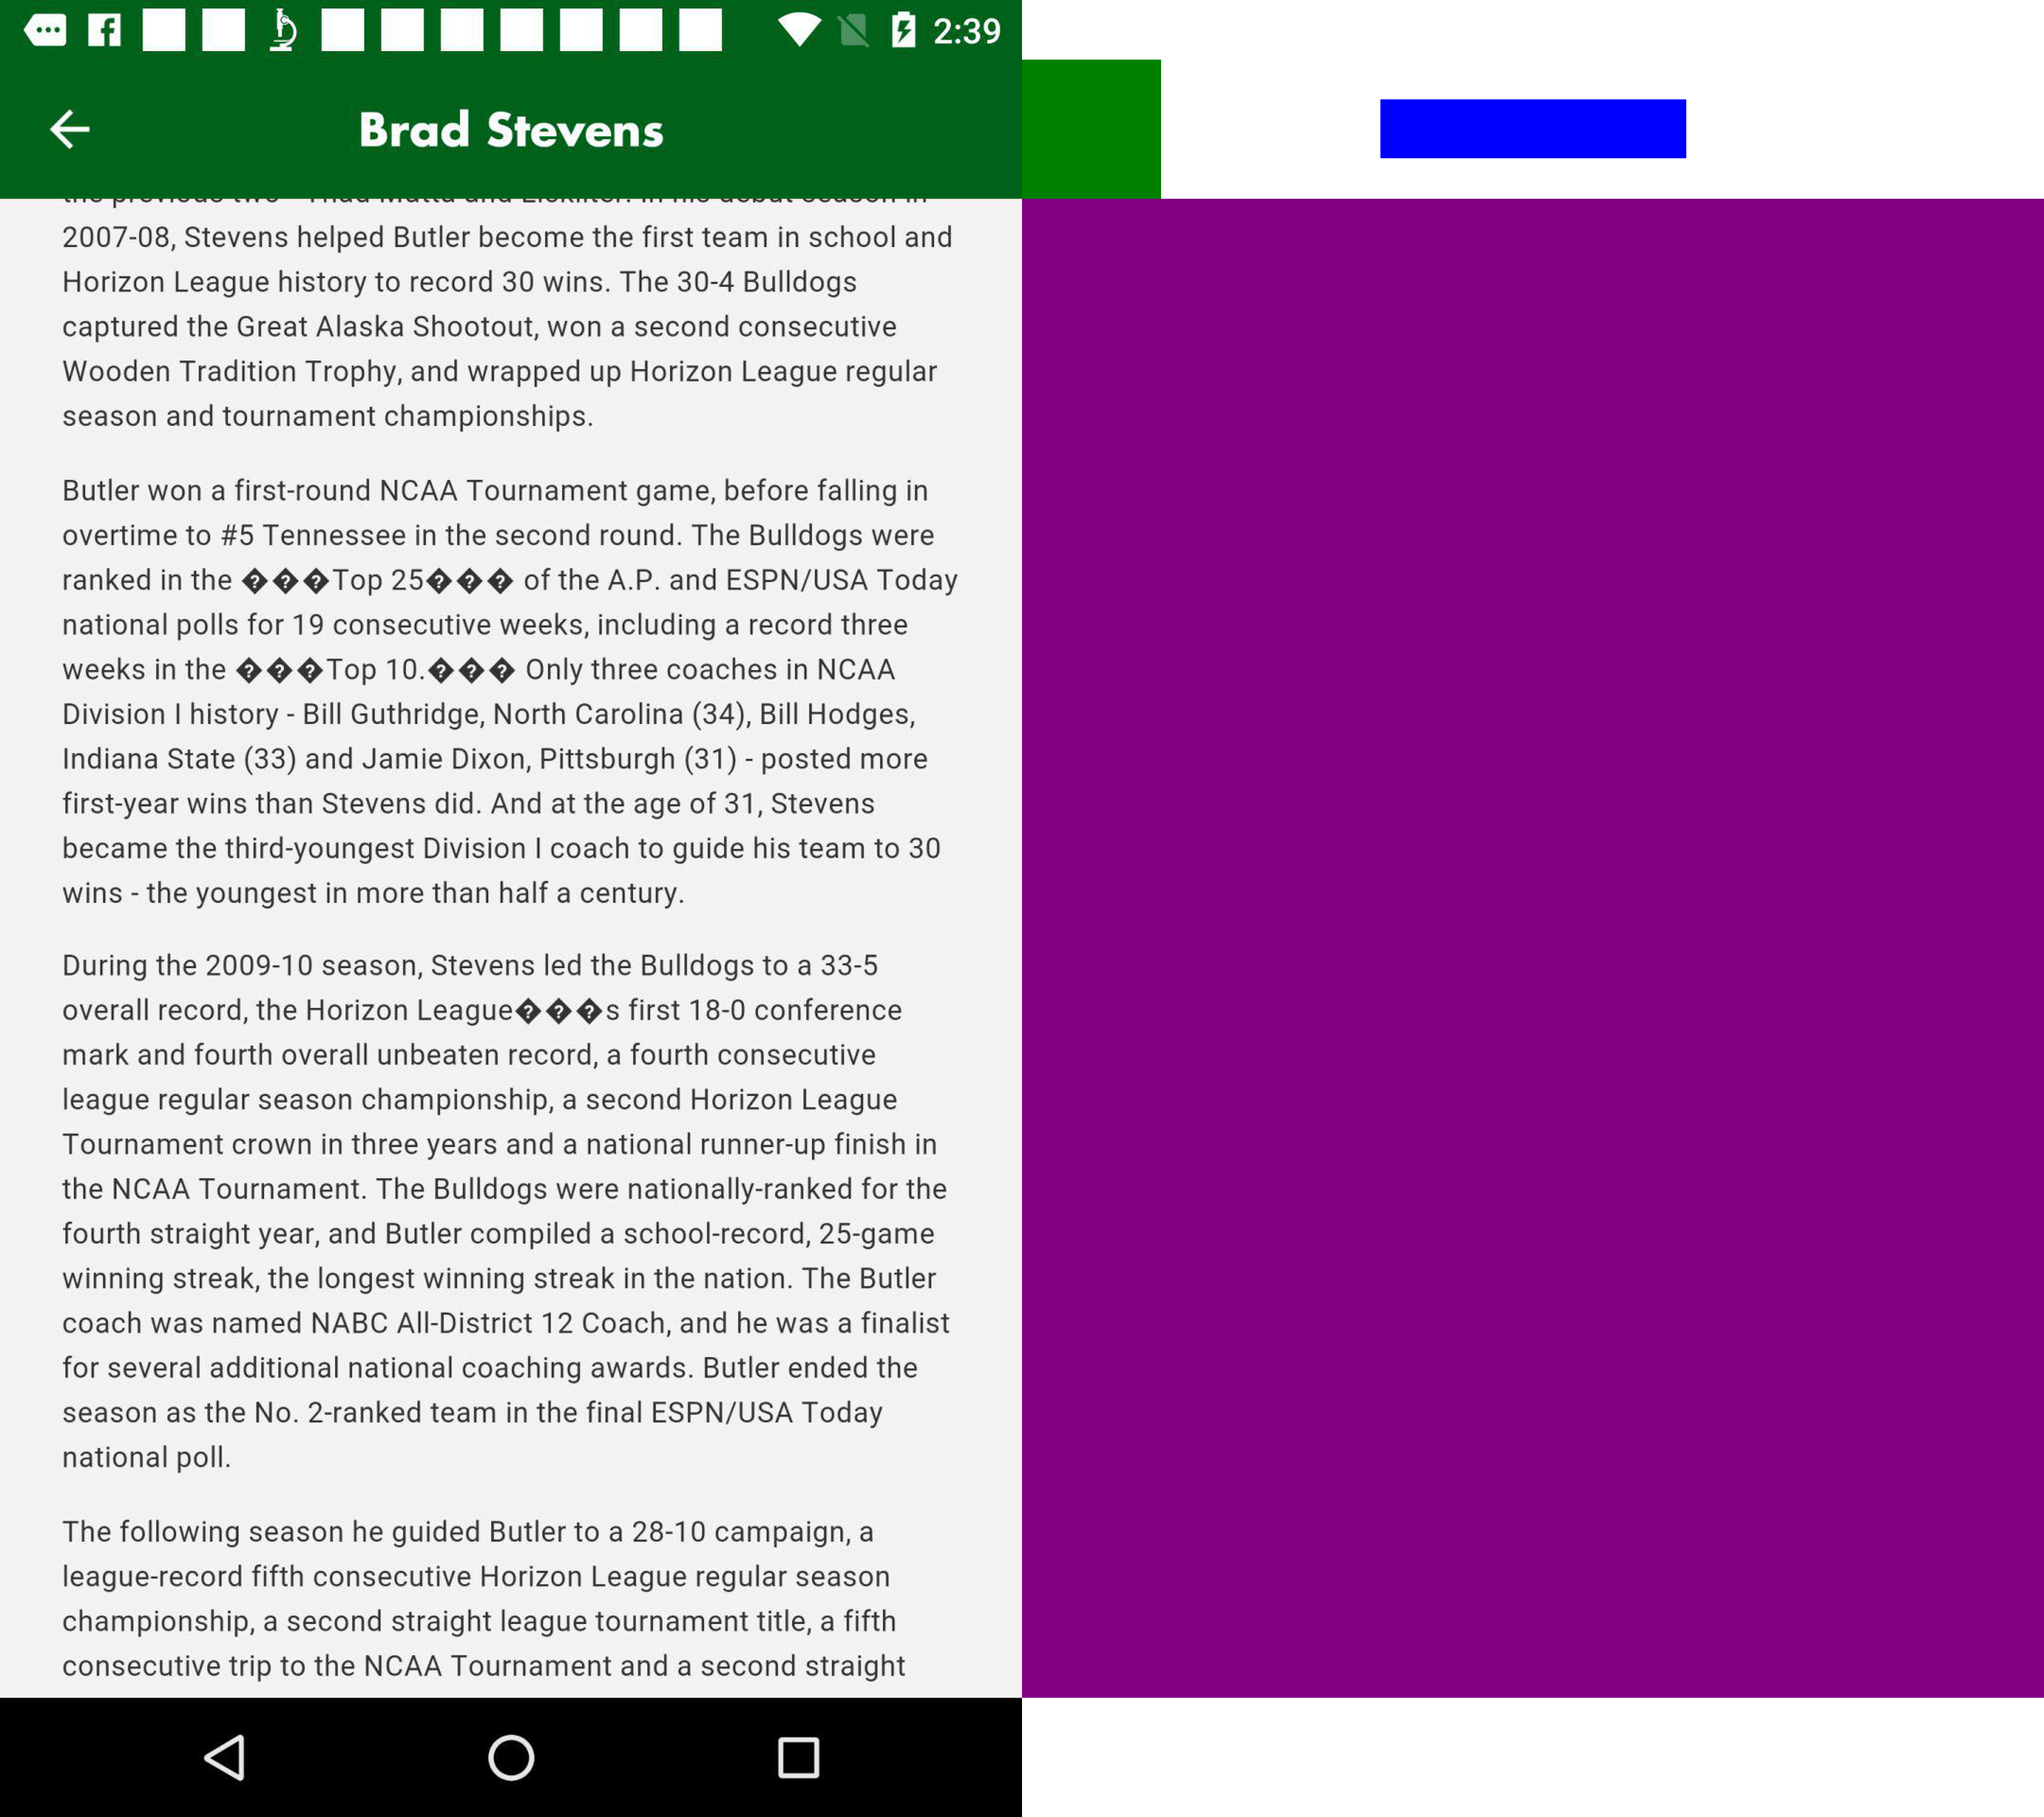 2:39
Brad Stevens
2007-08, Stevens helped Butler become the first team in school and
Horizon League history to record 30 wins. The 30-4 Bulldogs
captured the Great Alaska Shootout, won a second consecutive
Wooden Tradition Trophy, and wrapped up Horizon League regular
season and tournament championships.
Butler won a first-round NCAA Tournament game, before falling in
overtime to #5 Tennessee in the second round. The Bulldogs were
ranked in the ���Top 25��� of the A.P. and ESPN/USA Today
national polls for 19 consecutive weeks, including a record three
weeks in the ���Top 10.��� Only three coaches in NCAA
Division I history - Bill Guthridge, North Carolina (34), Bill Hodges,
Indiana State (33) and Jamie Dixon, Pittsburgh (31) - posted more
first-year wins than Stevens did. And at the age of 31, Stevens
became the third-youngest Division I coach to guide his team to 30
wins - the youngest in more than half a century.
During the 2009-10 season, Stevens led the Bulldogs to a 33-5
overall record, the Horizon League���s first 18-0 conference
mark and fourth overall unbeaten record, a fourth consecutive
league regular season championship, a second Horizon League
Tournament crown in three years and a national runner-up finish in
the NCAA Tournament. The Bulldogs were nationally-ranked for the
fourth straight year, and Butler compiled a school-record, 25-game
winning streak, the longest winning streak in the nation. The Butler
coach was named NABC All-District 12 Coach, and he was a finalist
for several additional national coaching awards. Butler ended the
season as the No. 2-ranked team in the final ESPN/USA Today
national poll.
The following season he guided Butler to a 28-10 campaign, a
league-record fifth consecutive Horizon League regular season
championship, a second straight league tournament title, a fifth
consecutive trip to the NCAA Tournament and a second straight